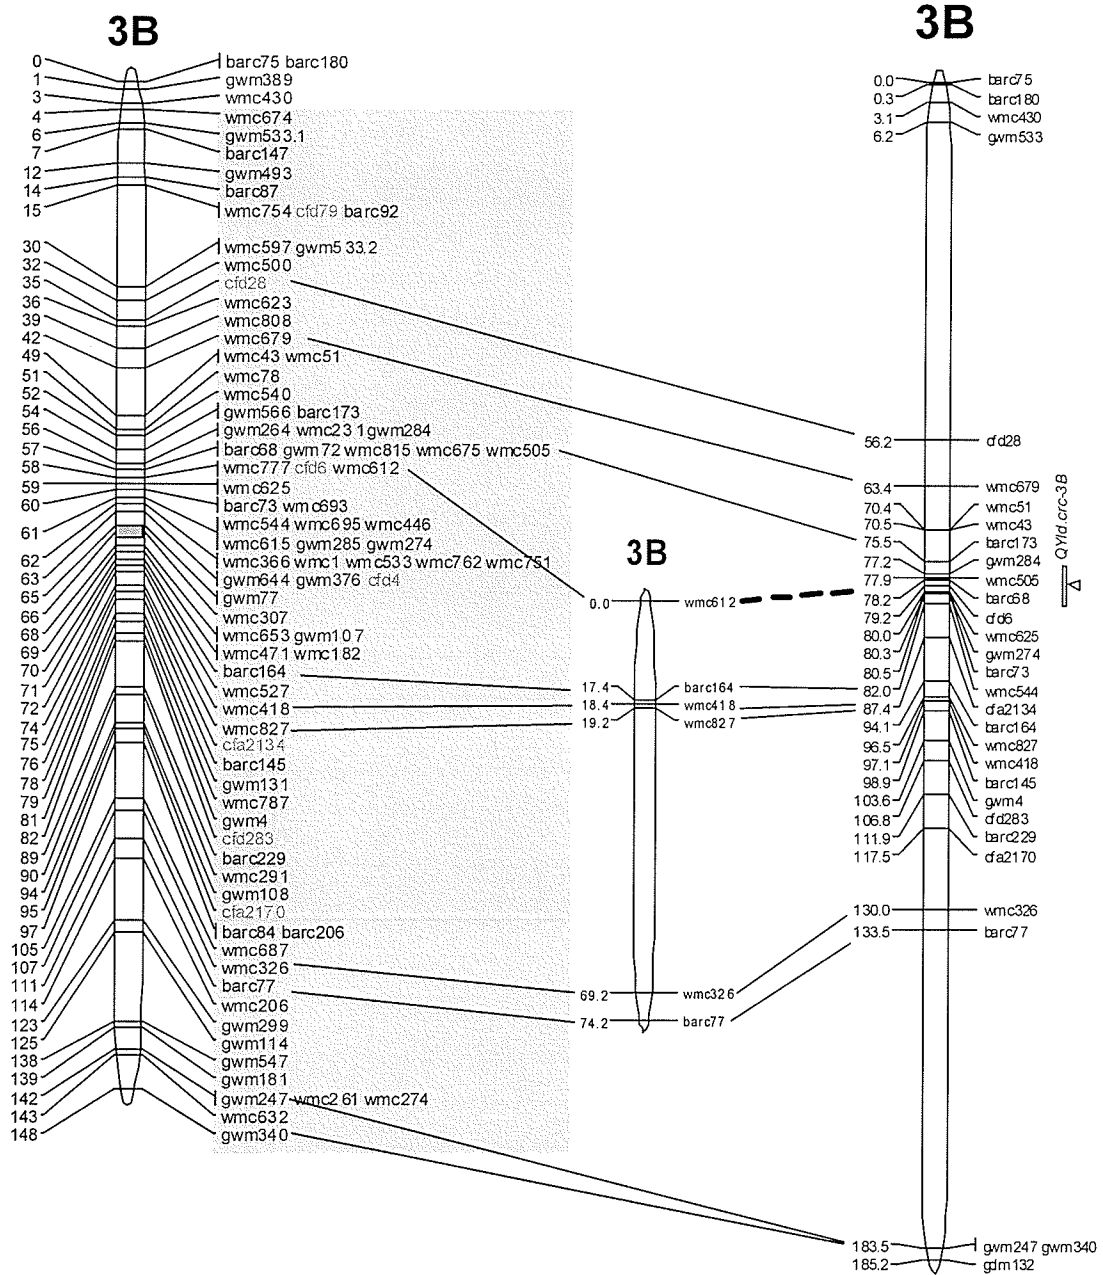 3B
0 barc75 barc180
1 gwm389
3 wmc430
4 wmc674
6 gwm533.1
7 barc147
12 gwm493
14 barc87
15 wmc754 cfd79 barc92
30 wmc597 gwm533.2
32 wmc500
35 cfd28
36 wmc623
39 wmc808
42 wmc679
49 wmc43 wmc51
51 wmc78
52 wmc540
54 gwm566 barc173
56 gwm264 wmc231 gwm284
57 barc68 gwm72 wmc815 wmc675 wmc505
58 wmc777 cfd6 wmc612
59 wmc625
60 barc73 wmc693
61 wmc544 wmc695 wmc446
wmc615 gwm285 gwm274
62 wmc366 wmc1 wmc533 wmc762 wmc751
63 gwm644 gwm376 cfd4
65 gwm77
66 wmc307
68 wmc653 gwm107
69 wmc471 wmc182
70 barc164
71 wmc527
72 wmc418
74 wmc827
75 cfa2134
76 barc145
78 gwm131
79 wmc787
81 gwm4
82 cfd283
89 barc229
90 wmc291
94 gwm108
95 cfa2170
97 barc84 barc206
105 wmc687
107 wmc326
111 barc77
114 wmc206
123 gwm299
125 gwm114
138 gwm547
139 gwm181
142 gwm247 wmc261 wmc274
143 wmc632
148 gwm340
3B
0.0 wmc612
17.4 barc164
18.4 wmc418
19.2 wmc827
69.2 wmc326
74.2 barc77
3B
0.0 barc75
0.3 barc180
3.1 wmc430
6.2 gwm533
56.2 cfd28
63.4 wmc679
70.4 wmc51
70.5 wmc43
75.5 barc173
77.2 gwm284
77.9 wmc505
78.2 barc68
79.2 cfd6
80.0 wmc625
80.3 gwm274
80.5 barc73
82.0 wmc544
87.4 cfa2134
94.1 barc164
96.5 wmc827
97.1 wmc418
98.9 barc145
103.6 gwm4
106.8 cfd283
111.9 barc229
117.5 cfa2170
130.0 wmc326
133.5 barc77
183.5 gwm247 gwm340
185.2 gdm132
QYld.crc-3B